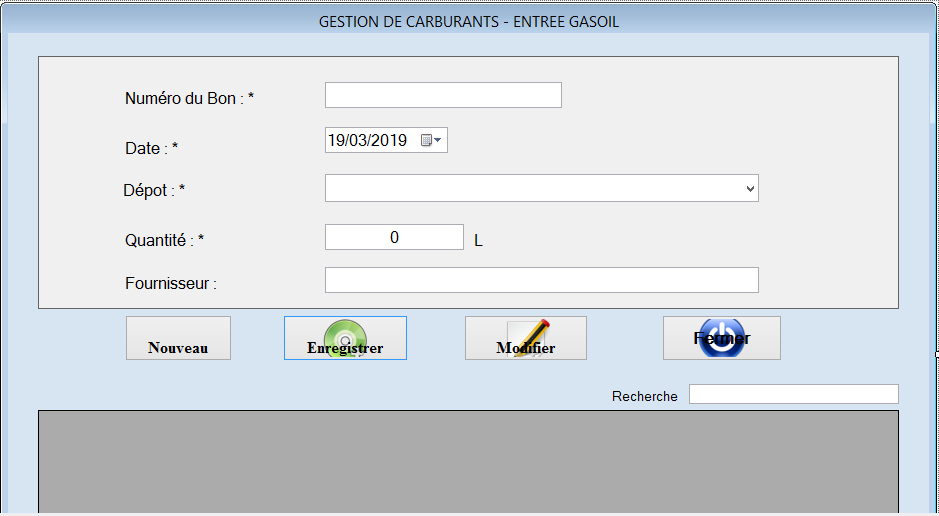 GESTION DE CARBURANTS - ENTREE GASOIL
Numéro du Bon : *
Date : * 19/03/2019
Dépot : *
Quantité : * 0 L
Fournisseur :
Nouveau Enregistrer Modifier Fermer
Recherche